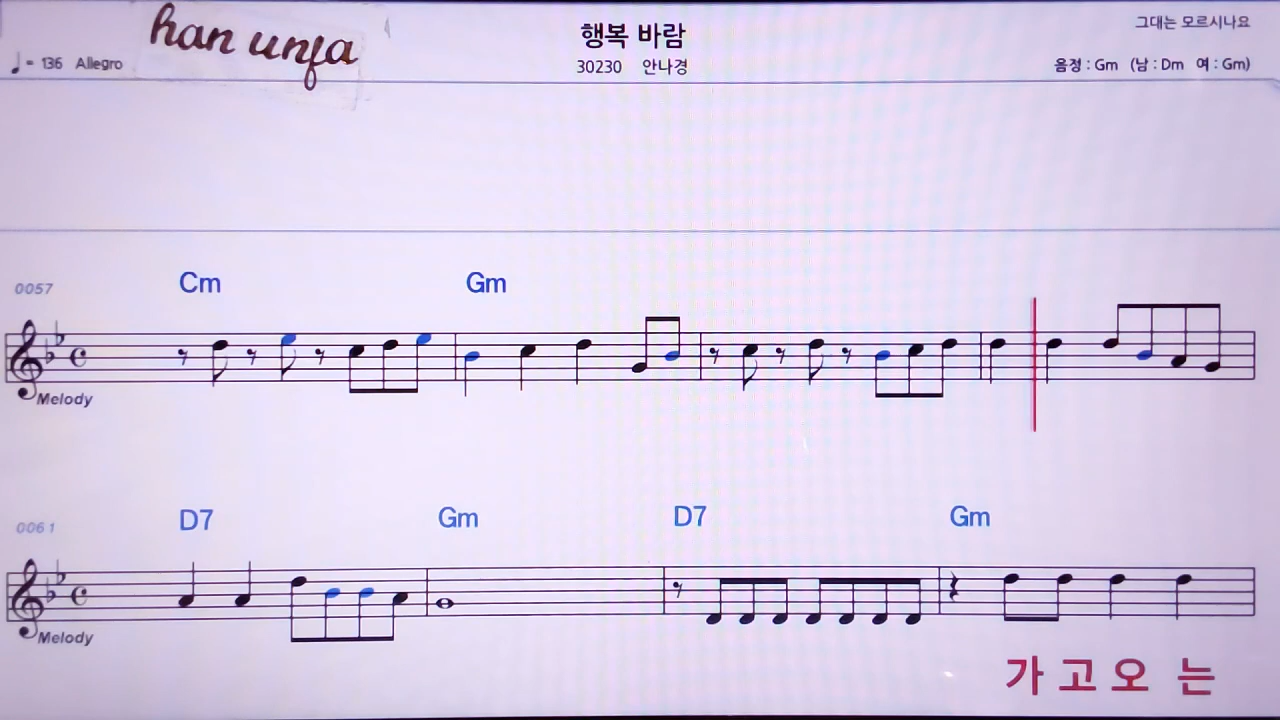 han unfa
행복 바람
그대는 모르시나요
♩= 136 Allegro
30230 안나경
음정 : Gm (남 : Dm 여 : Gm)
0057
Cm Gm
Melody
0061
D7 Gm D7 Gm
Melody
가 고 오 는